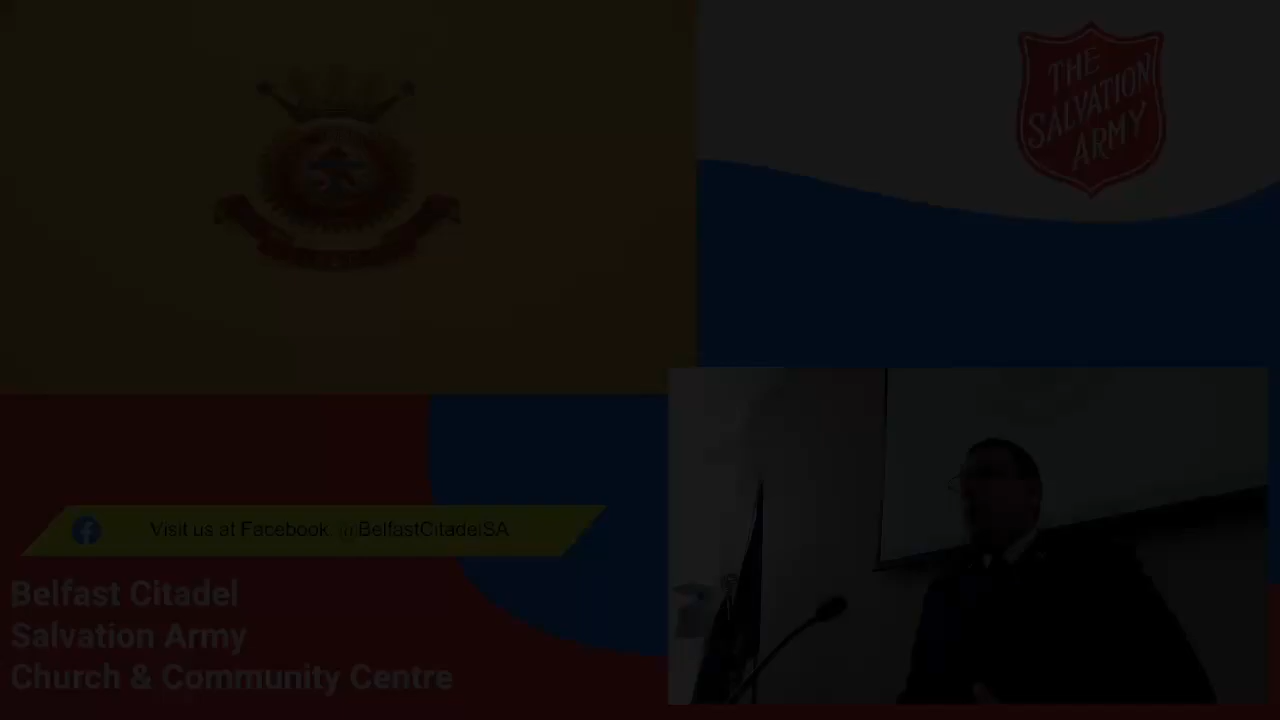 THE
SALVATION
ARMY
Visit us at Facebook @BelfastCitadelSA
Belfast Citadel
Salvation Army
Church & Community Centre